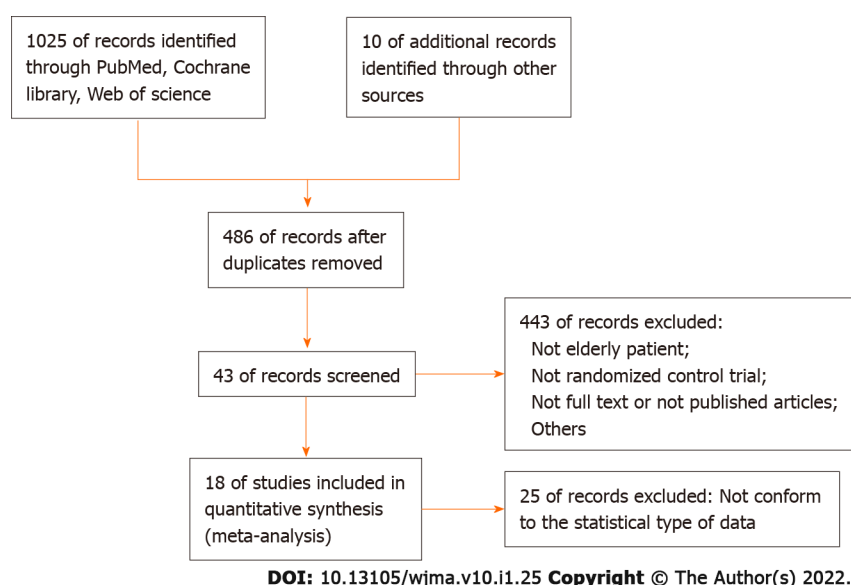 1025 of records identified
through PubMed, Cochrane
library, Web of science
10 of additional records
identified through other
sources
486 of records after
duplicates removed
443 of records excluded:
Not elderly patient;
Not randomized control trial;
Not full text or not published articles;
Others
43 of records screened
18 of studies included in
quantitative synthesis
(meta-analysis)
25 of records excluded: Not conform
to the statistical type of data
DOI: 10.13105/wjma.v10.i1.25 Copyright © The Author(s) 2022.